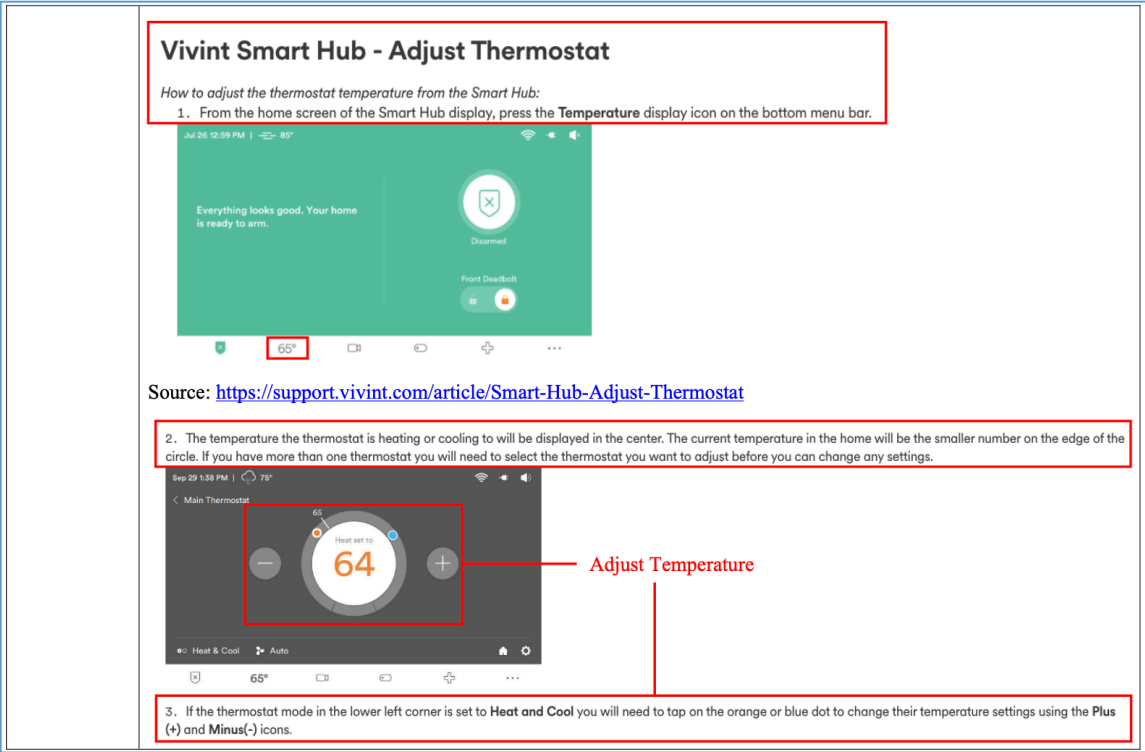 Vivint Smart Hub - Adjust Thermostat
How to adjust the thermostat temperature from the Smart Hub:
1. From the home screen of the Smart Hub display, press the Temperature display icon on the bottom menu bar.
Jul 26 12:59 PM | 85°
Everything looks good. Your home
is ready to arm.
Disarmed
Front Deadbolt
65°
Source: https://support.vivint.com/article/Smart-Hub-Adjust-Thermostat
2. The temperature the thermostat is heating or cooling to will be displayed in the center. The current temperature in the home will be the smaller number on the edge of the
circle. If you have more than one thermostat you will need to select the thermostat you want to adjust before you can change any settings.
Sep 29 1:38 PM | 75°
< Main Thermostat
65
Heat set to
64
Adjust Temperature
Heat & Cool Auto
65°
3. If the thermostat mode in the lower left corner is set to Heat and Cool you will need to tap on the orange or blue dot to change their temperature settings using the Plus
(+) and Minus(-) icons.